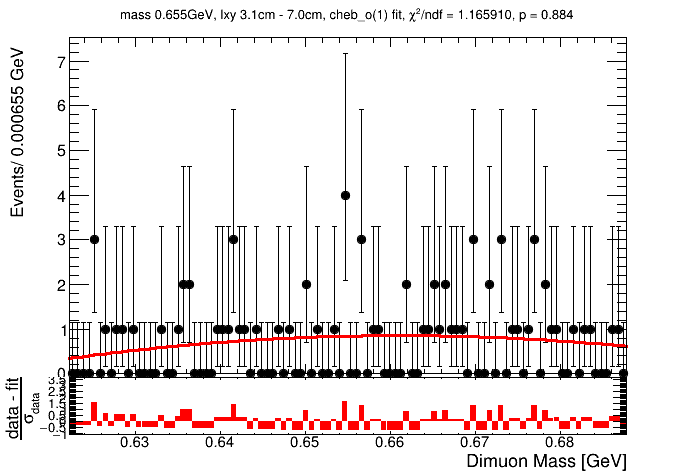 mass 0.655GeV, lxy 3.1cm - 7.0cm, cheb_o(1) fit, χ²/ndf = 1.165910, p = 0.884
Events/ 0.000655 GeV
7
6
5
4
3
2
1
0
data - fit
σdata
0.63 0.64 0.65 0.66 0.67 0.68
Dimuon Mass [GeV]